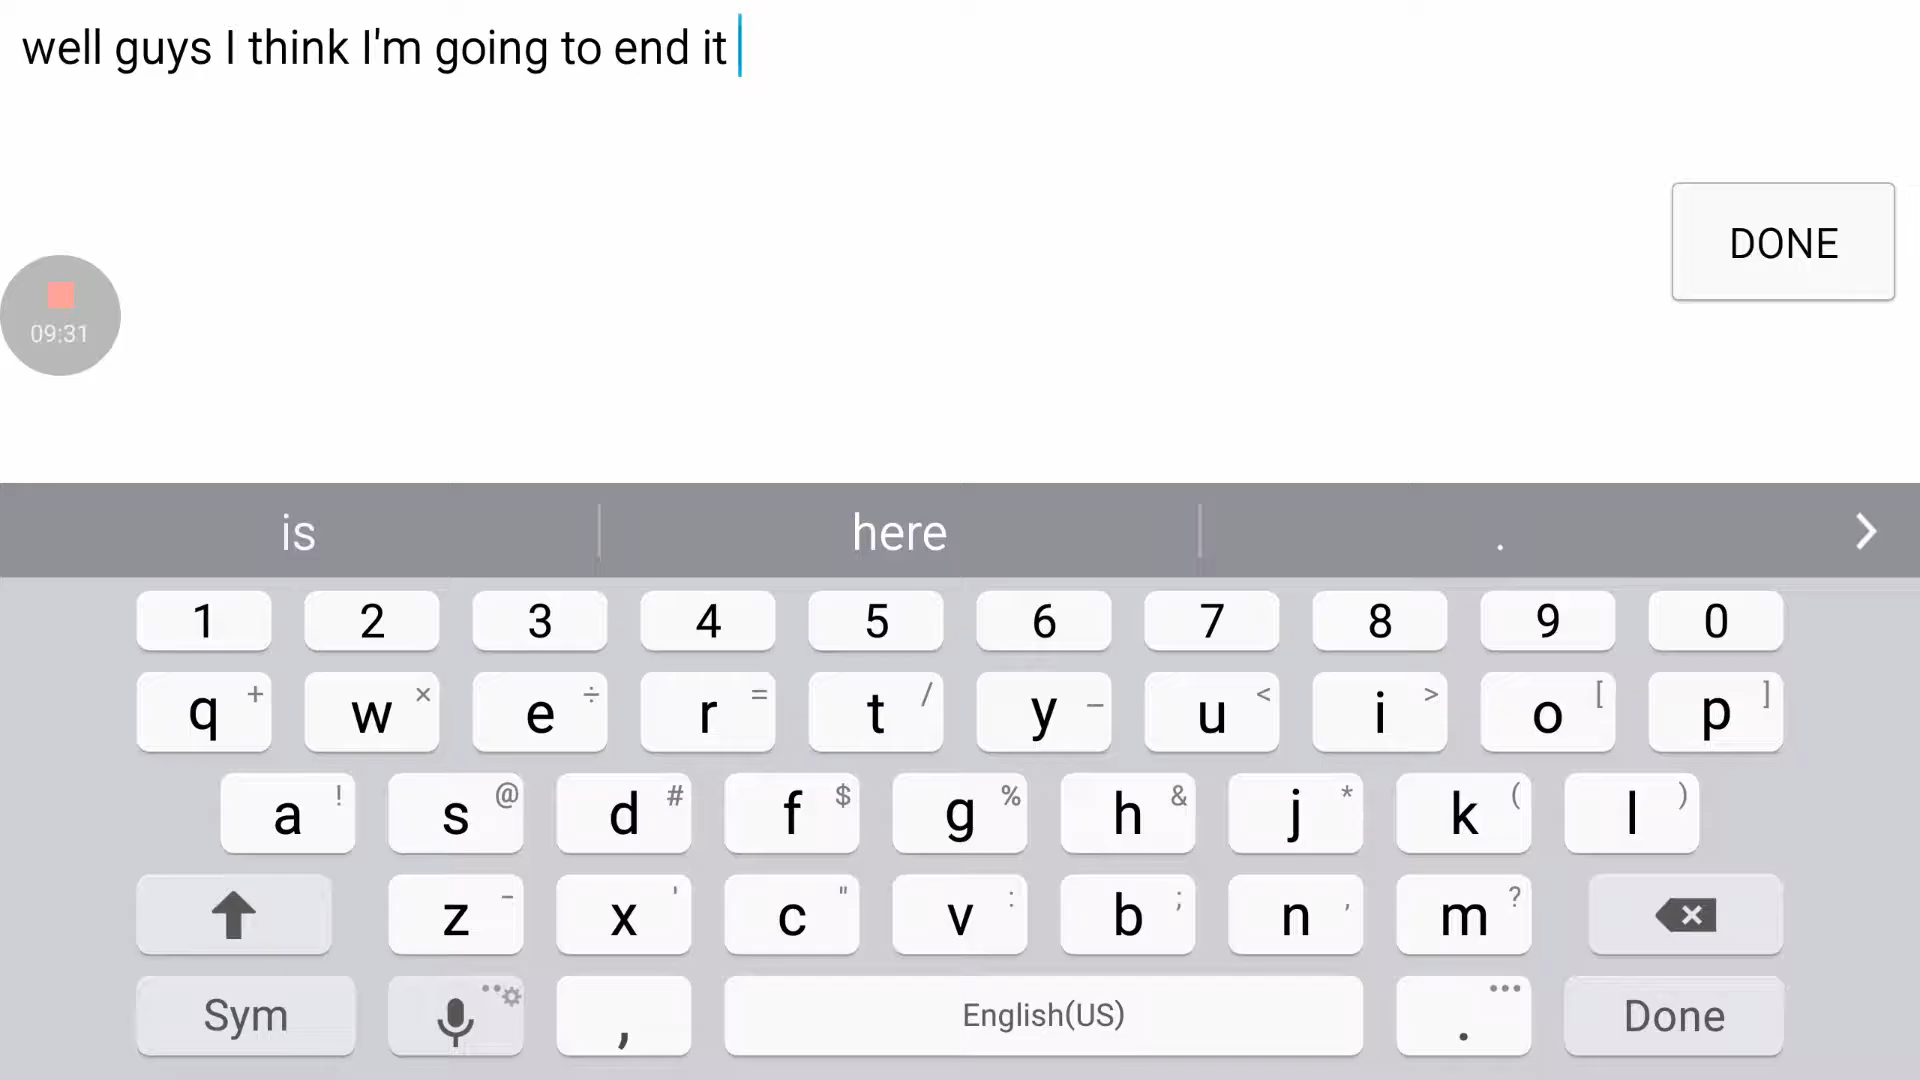 well guys I think I'm going to end it
DONE
09:31
is here .
1 2 3 4 5 6 7 8 9 0
q + w × e ÷ r = t / y _ u < i > o [ p ]
a ! s @ d # f $ g % h & j * k ( l )
z - x ' c " v : b ; n , m ?
Sym , English(US) . Done